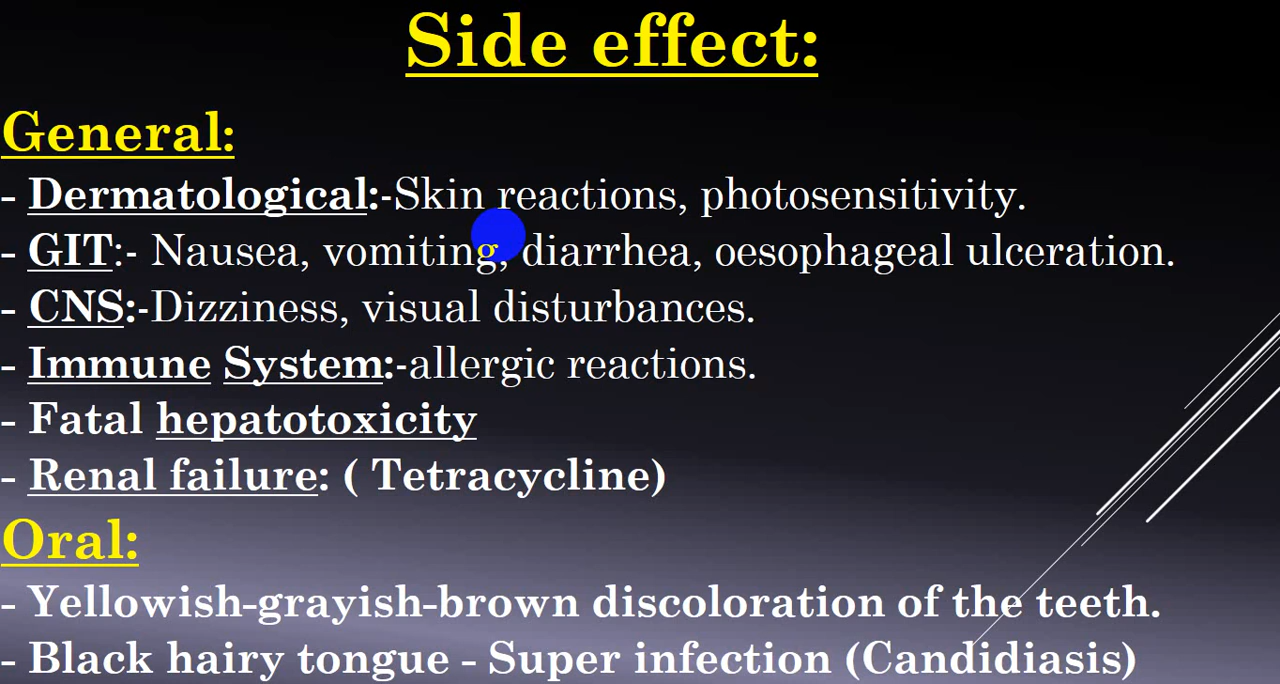 Side effect:
General:
- Dermatological:-Skin reactions, photosensitivity.
- GIT:- Nausea, vomiting, diarrhea, oesophageal ulceration.
- CNS:-Dizziness, visual disturbances.
- Immune System:-allergic reactions.
- Fatal hepatotoxicity
- Renal failure: ( Tetracycline)
Oral:
- Yellowish-grayish-brown discoloration of the teeth.
- Black hairy tongue - Super infection (Candidiasis)